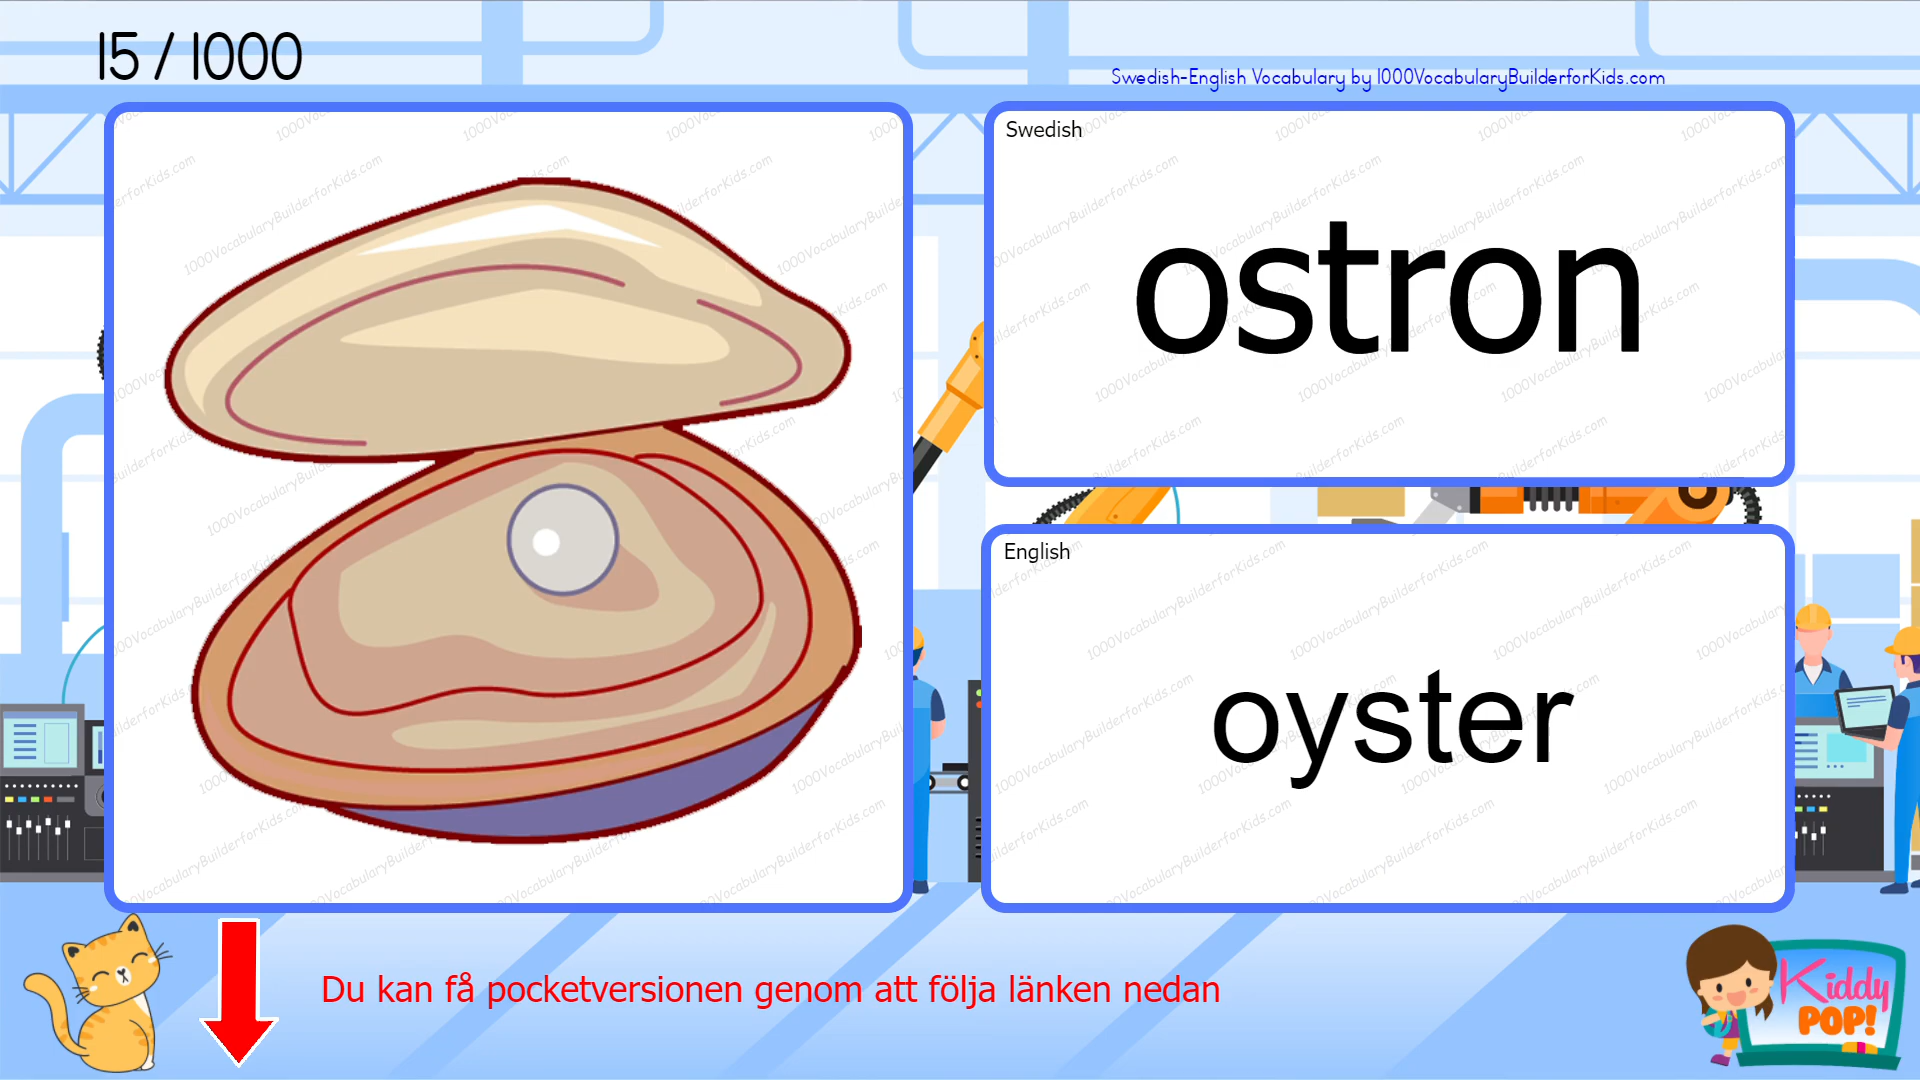 15 / 1000
Swedish-English Vocabulary by 1000VocabularyBuilderforKids.com
Swedish
ostron
English
oyster
Du kan få pocketversionen genom att följa länken nedan
Kiddy
POP!